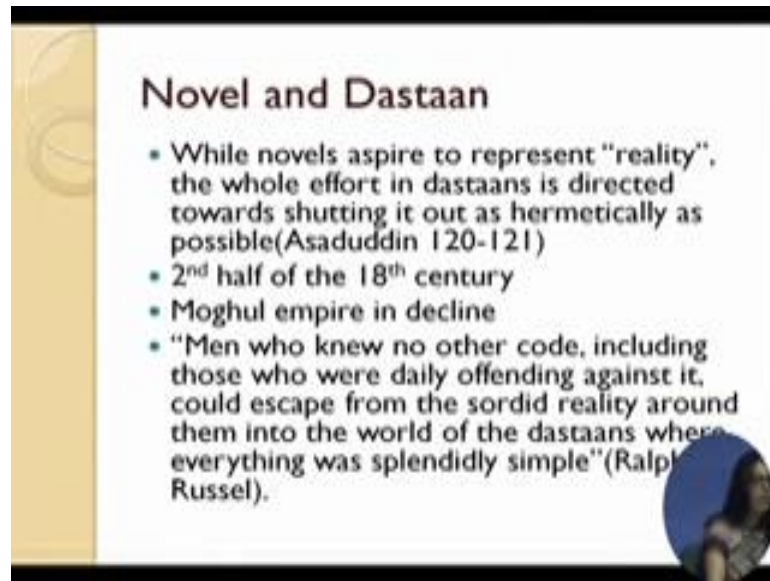 Novel and Dastaan
• While novels aspire to represent "reality",
the whole effort in dastaans is directed
towards shutting it out as hermetically as
possible(Asaduddin 120-121)
• 2nd half of the 18th century
• Moghul empire in decline
• "Men who knew no other code, including
those who were daily offending against it,
could escape from the sordid reality around
them into the world of the dastaans where
everything was splendidly simple"(Ralph
Russel).